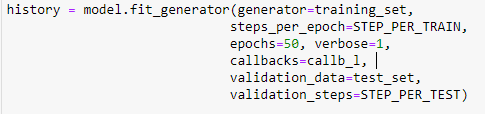 history = model.fit_generator(generator=training_set,
steps_per_epoch=STEP_PER_TRAIN,
epochs=50, verbose=1,
callbacks=callb_l,
validation_data=test_set,
validation_steps=STEP_PER_TEST)